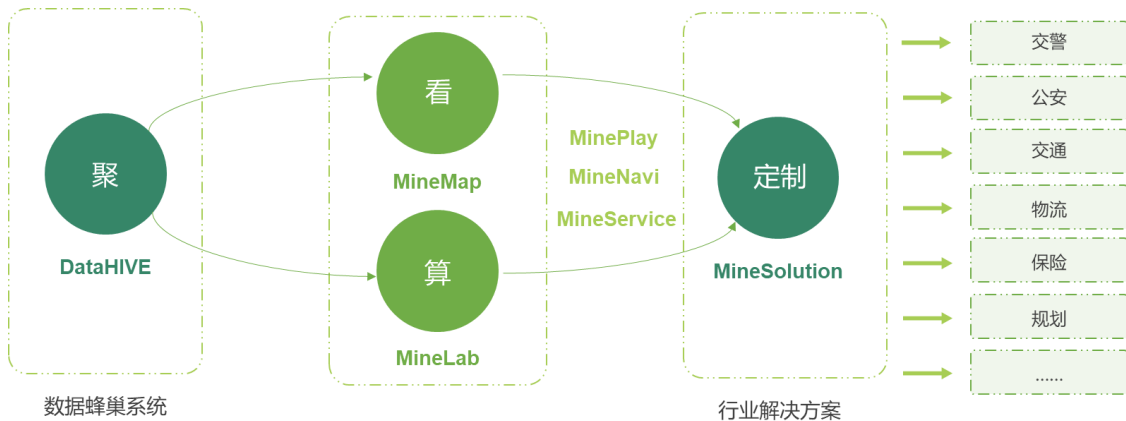 聚
DataHIVE
数据蜂巢系统
看
MineMap
算
MineLab
MinePlay
MineNavi
MineService
定制
MineSolution
行业解决方案
交警
公安
交通
物流
保险
规划
……